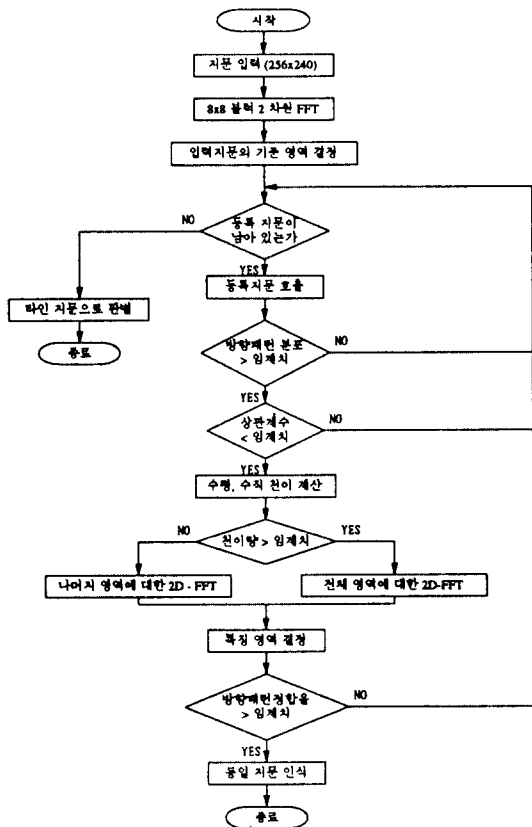 시작
지문 입력 (256x240)
8x8 블럭 2 차원 FFT
입력지문의 기준 영역 결정
등록 지문이
남아 있는가
NO
YES
등록지문 호출
타인 지문으로 판별
종료
방향패턴 분포
> 임계치
NO
YES
상관계수
< 임계치
NO
YES
수평, 수직 천이 계산
천이량 > 임계치
NO
YES
나머지 영역에 대한 2D - FFT
전체 영역에 대한 2D-FFT
특징 영역 결정
방향패턴정합율
> 임계치
NO
YES
동일 지문 인식
종료